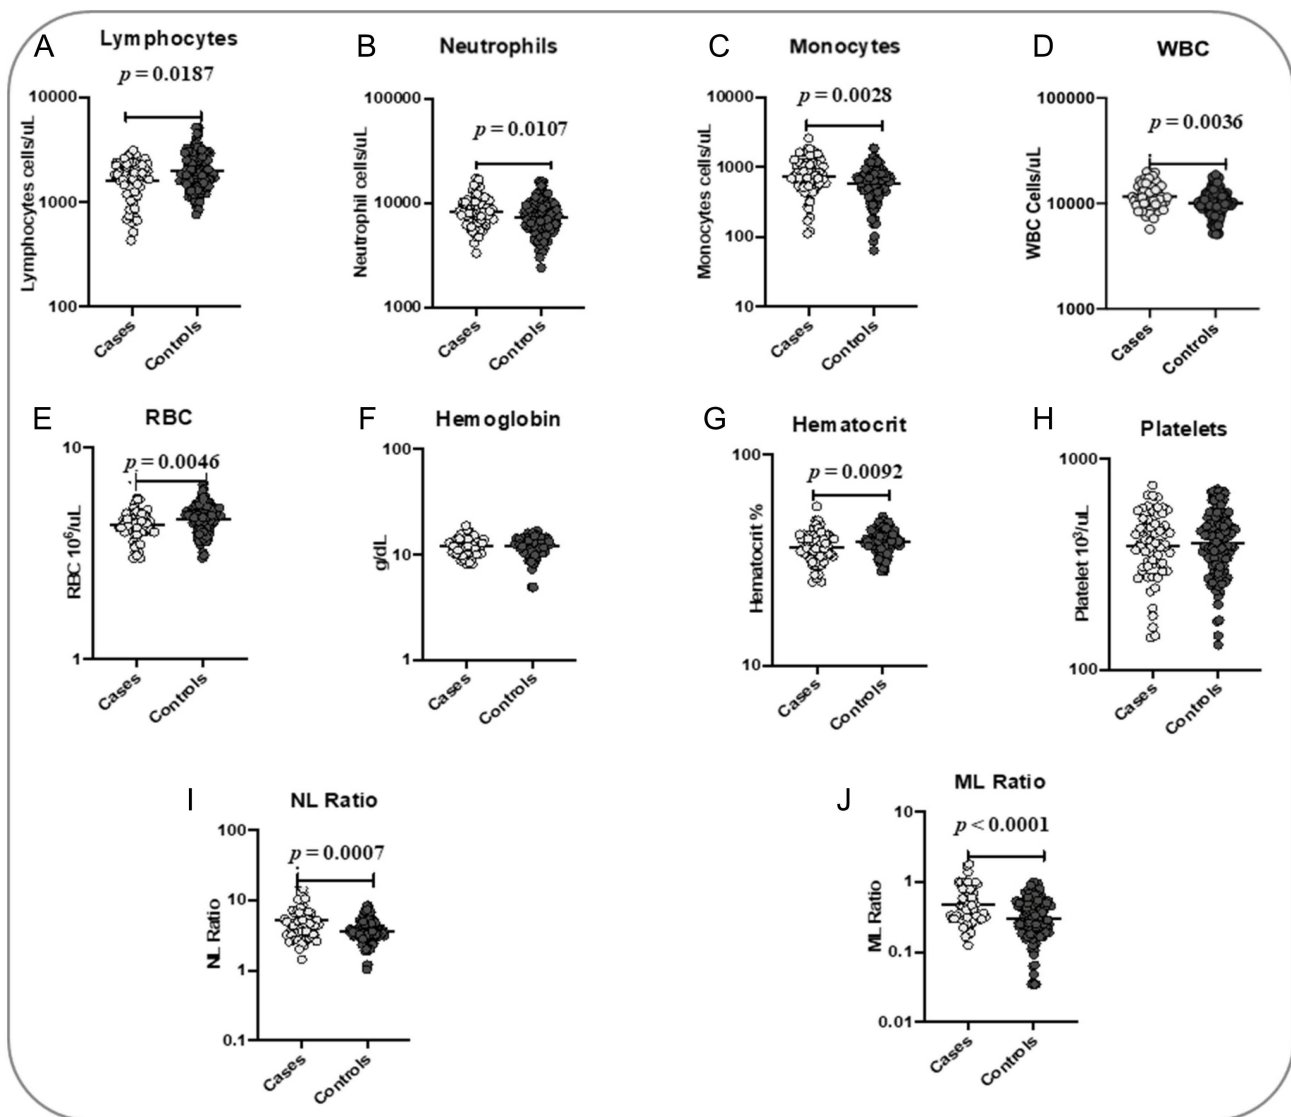 A
Lymphocytes
p = 0.0187
10000
1000
100
Lymphocytes cells/uL
Cases
Controls
B
Neutrophils
p = 0.0107
100000
10000
1000
Neutrophil cells/uL
Cases
Controls
C
Monocytes
p = 0.0028
10000
1000
100
10
Monocytes cells/uL
Cases
Controls
D
WBC
p = 0.0036
100000
10000
1000
WBC Cells/uL
Cases
Controls
E
RBC
p = 0.0046
10
1
RBC 10⁶/uL
Cases
Controls
F
Hemoglobin
100
10
1
g/dL
Cases
Controls
G
Hematocrit
p = 0.0092
100
10
Hematocrit %
Cases
Controls
H
Platelets
1000
100
Platelet 10³/uL
Cases
Controls
I
NL Ratio
p = 0.0007
100
10
1
0.1
NL Ratio
Cases
Controls
J
ML Ratio
p < 0.0001
10
1
0.1
0.01
ML Ratio
Cases
Controls